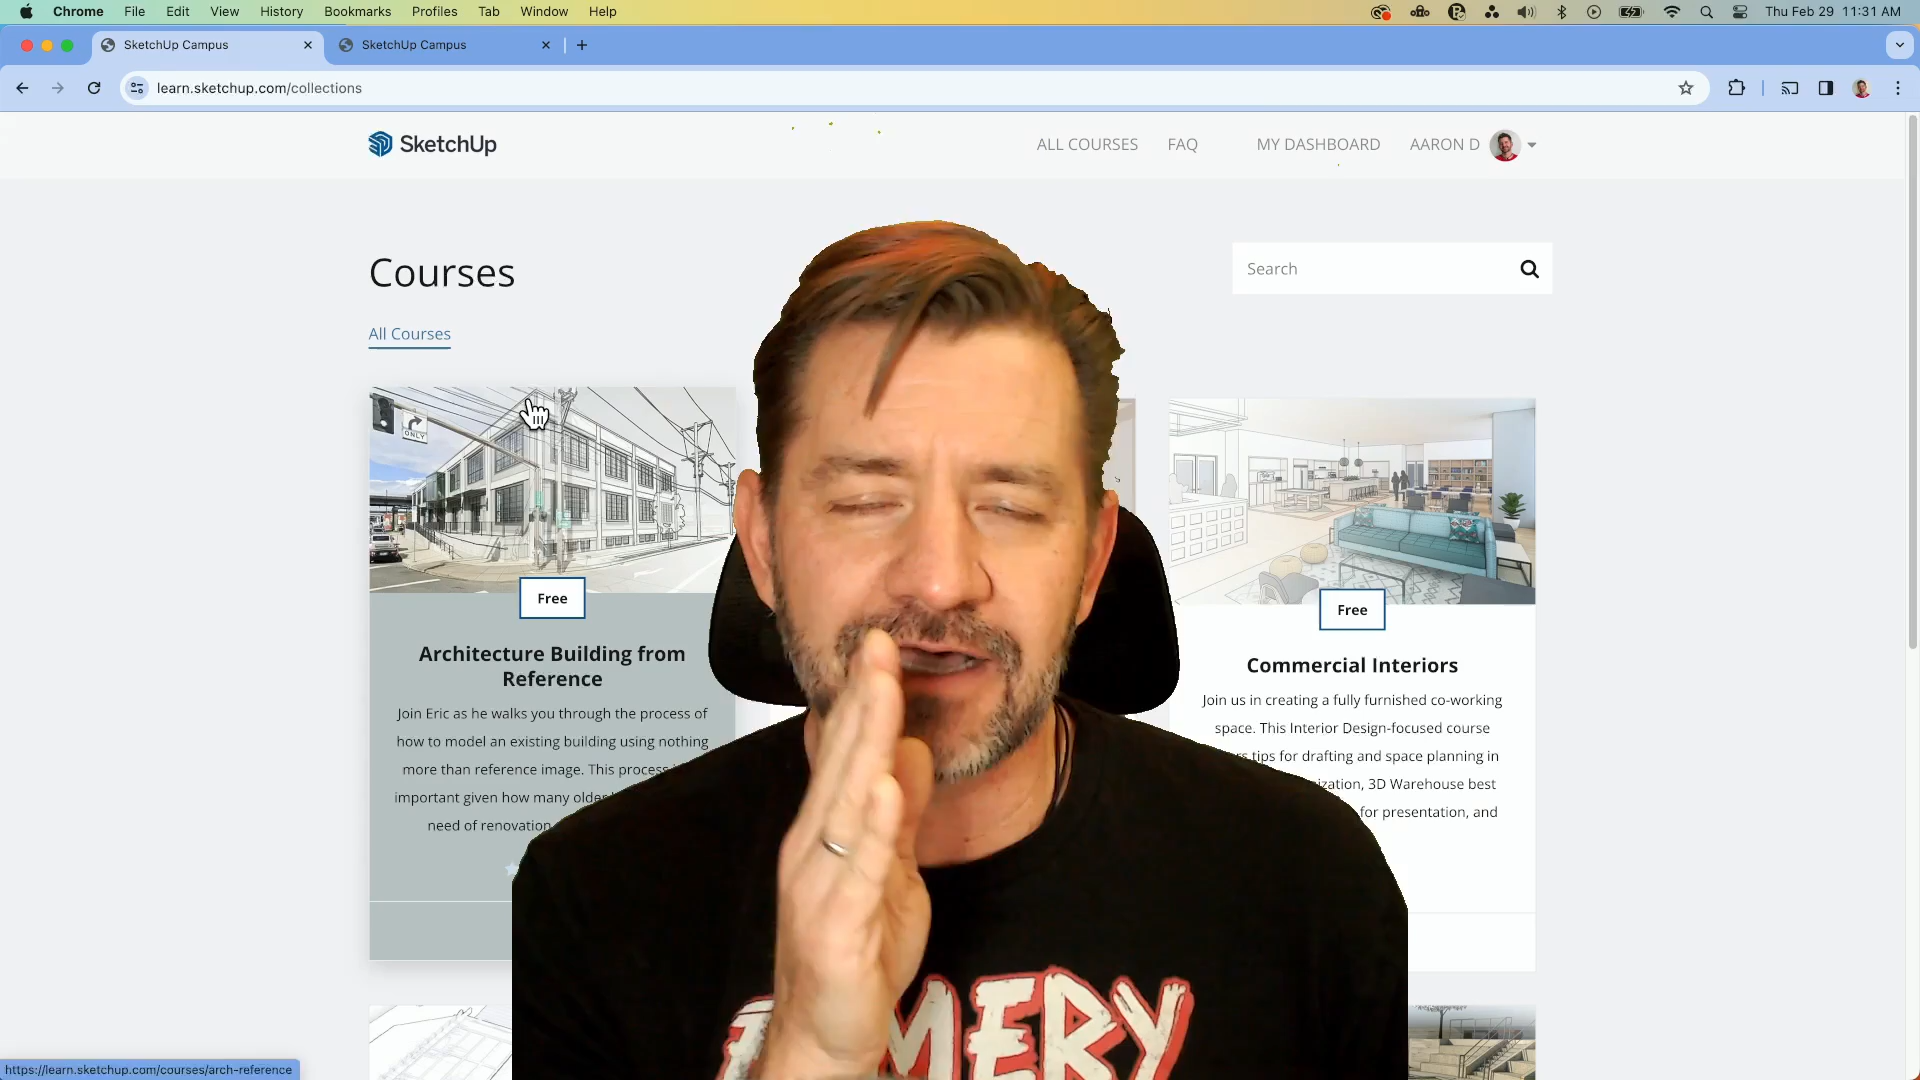 Chrome File Edit View History Bookmarks Profiles Tab Window Help
Thu Feb 29 11:31 AM
SketchUp Campus
SketchUp Campus
learn.sketchup.com/collections
SketchUp
ALL COURSES
FAQ
MY DASHBOARD
AARON D
Courses
Search
All Courses
ONLY
Free
Architecture Building from
Reference
Join Eric as he walks you through the process of
how to model an existing building using nothing
more than reference image. This process
important given how many older
need of renovation
Free
Commercial Interiors
Join us in creating a fully furnished co-working
space. This Interior Design-focused course
tips for drafting and space planning in
3D Warehouse best
for presentation, and
https://learn.sketchup.com/courses/arch-reference